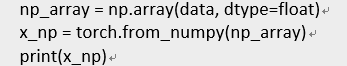 np_array = np.array(data, dtype=float)
x_np = torch.from_numpy(np_array)
print(x_np)